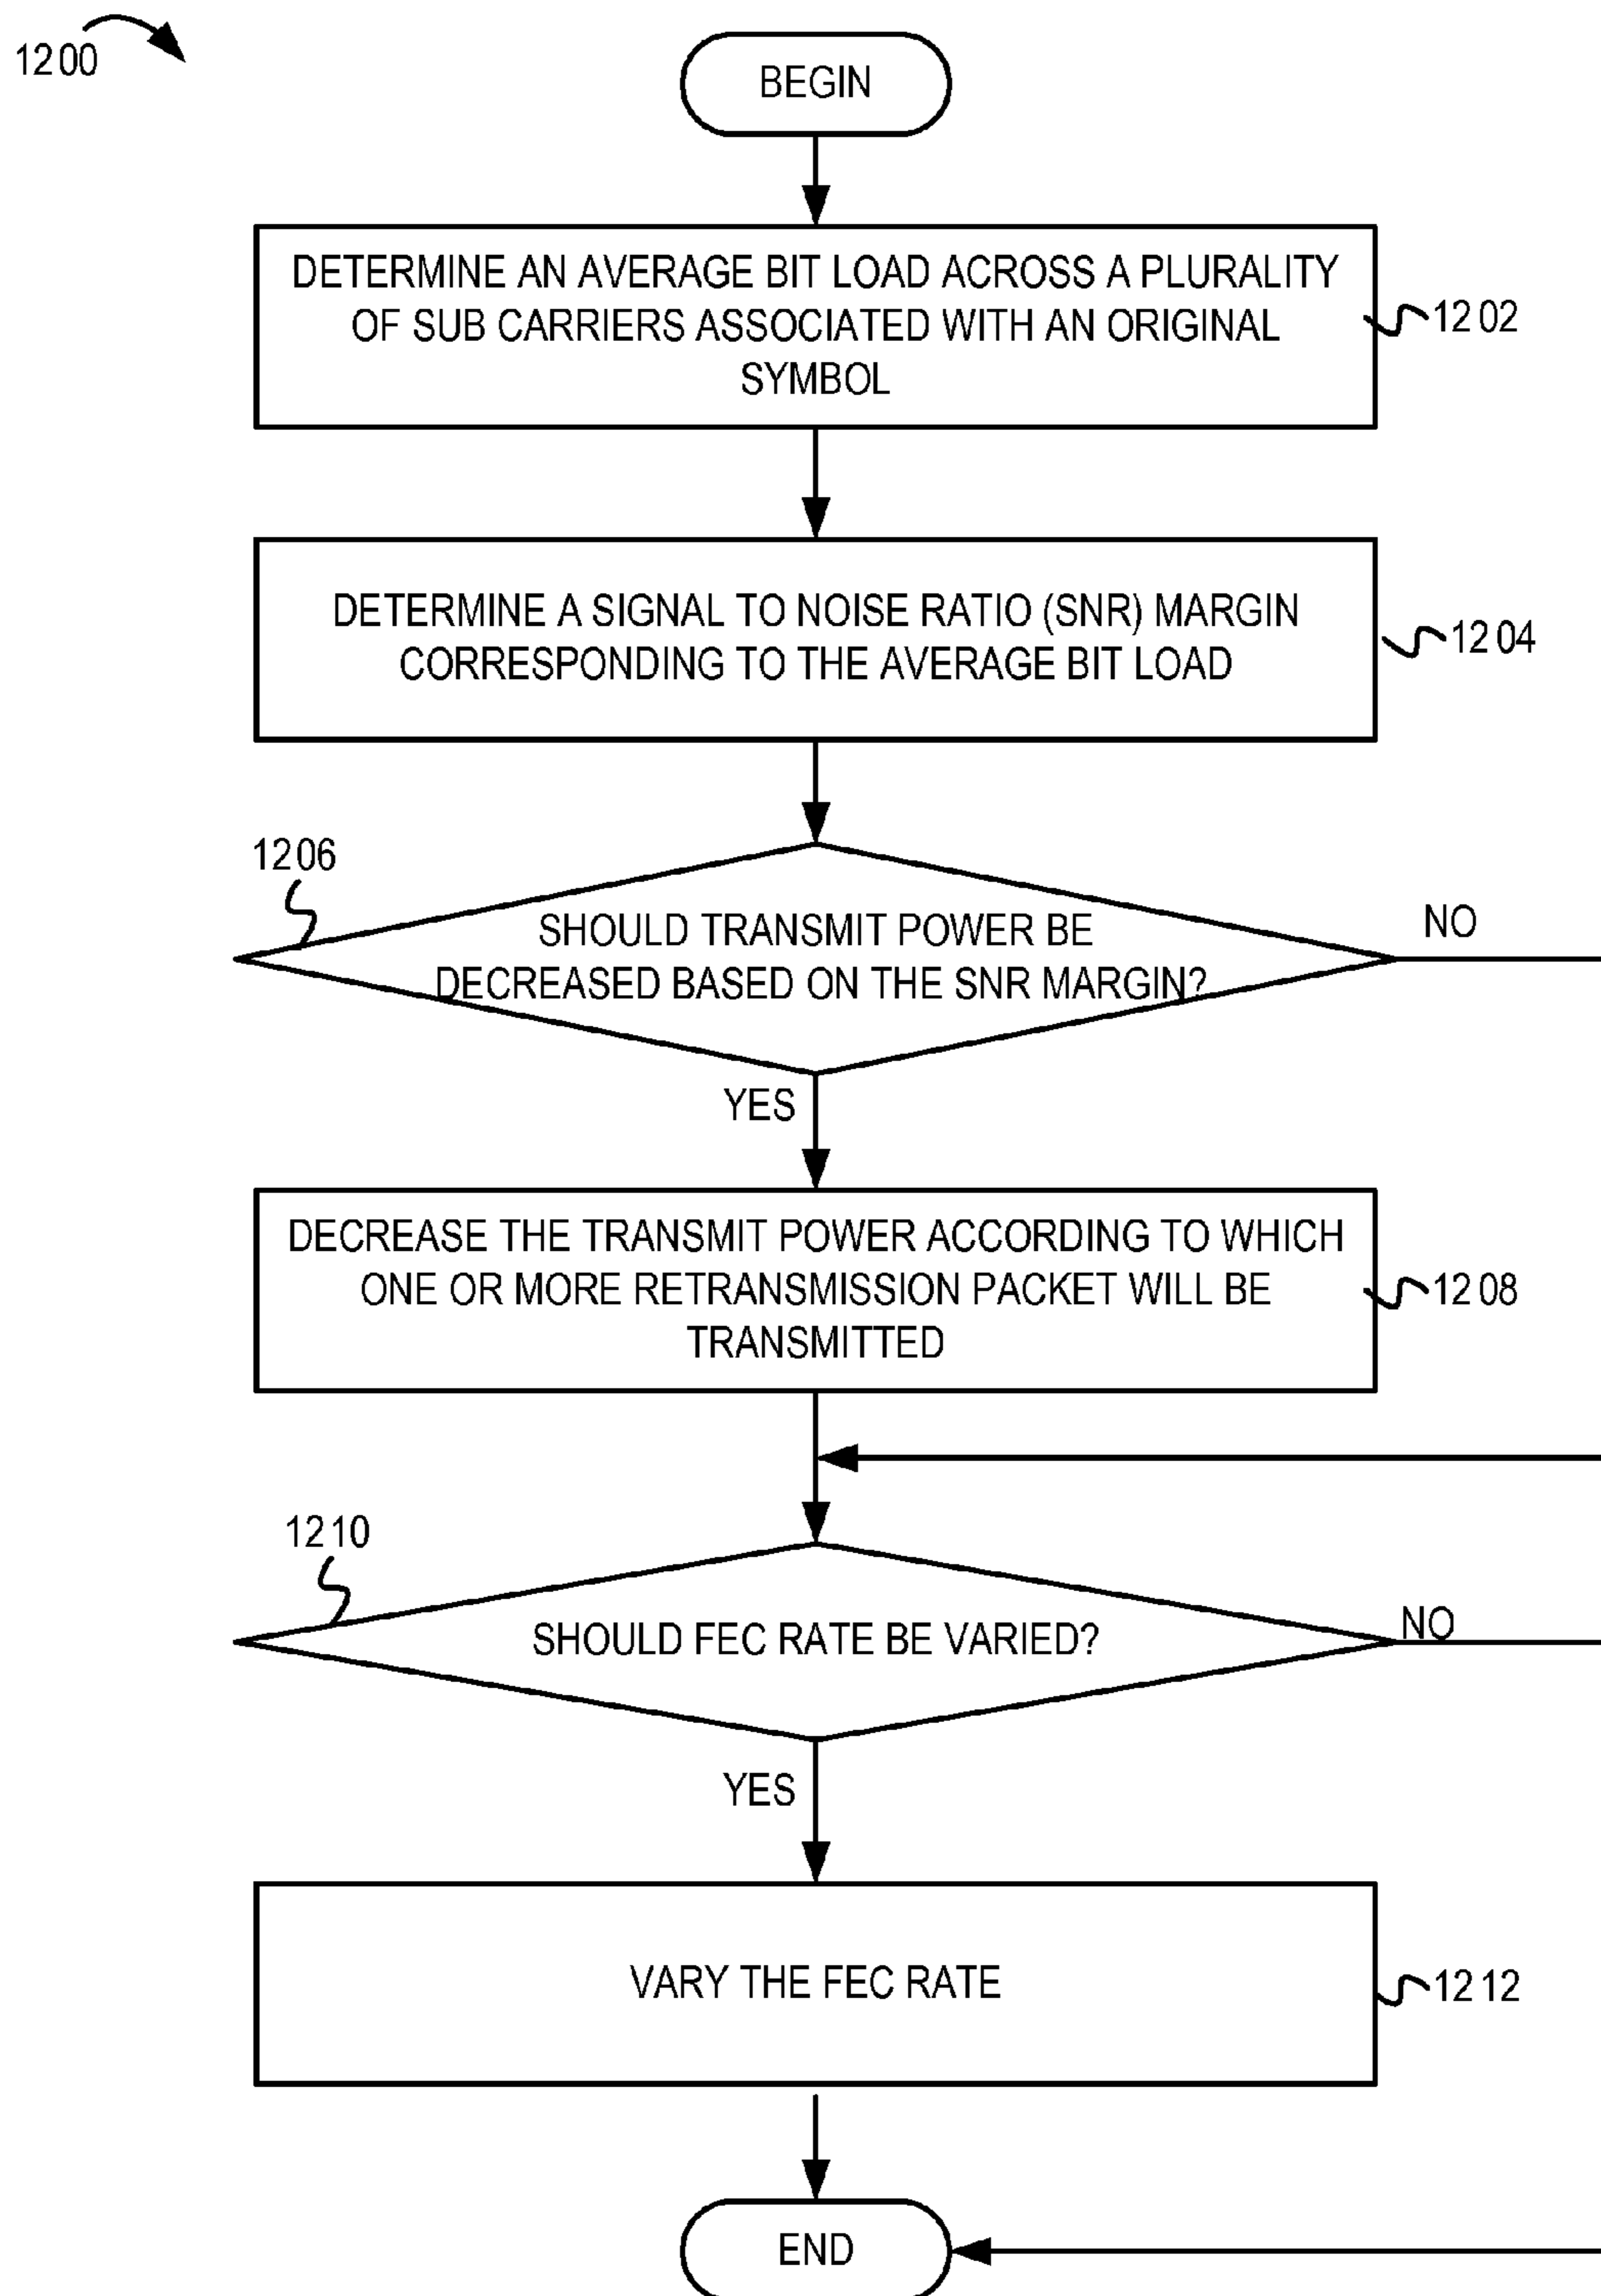 1200
BEGIN
DETERMINE AN AVERAGE BIT LOAD ACROSS A PLURALITY
OF SUB CARRIERS ASSOCIATED WITH AN ORIGINAL
SYMBOL
1202
DETERMINE A SIGNAL TO NOISE RATIO (SNR) MARGIN
CORRESPONDING TO THE AVERAGE BIT LOAD
1204
1206
SHOULD TRANSMIT POWER BE
DECREASED BASED ON THE SNR MARGIN?
NO
YES
DECREASE THE TRANSMIT POWER ACCORDING TO WHICH
ONE OR MORE RETRANSMISSION PACKET WILL BE
TRANSMITTED
1208
1210
SHOULD FEC RATE BE VARIED?
NO
YES
VARY THE FEC RATE
1212
END